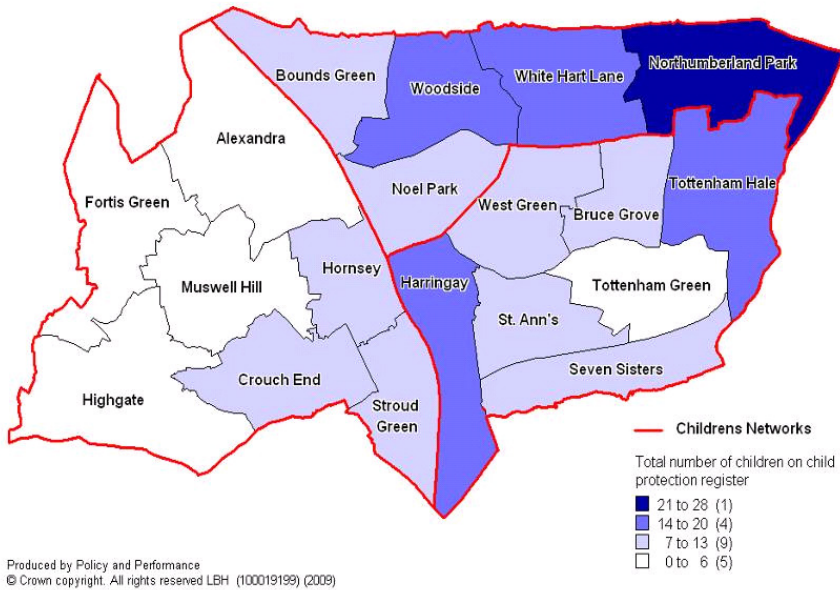 Bounds Green
Woodside
White Hart Lane
Northumberland Park
Alexandra
Noel Park
Fortis Green
West Green
Bruce Grove
Tottenham Hale
Muswell Hill
Hornsey
Harringay
Tottenham Green
St. Ann's
Highgate
Crouch End
Stroud
Green
Seven Sisters
Childrens Networks
Total number of children on child
protection register
21 to 28 (1)
14 to 20 (4)
7 to 13 (9)
0 to 6 (5)
Produced by Policy and Performance
© Crown copyright. All rights reserved LBH (100019199) (2009)